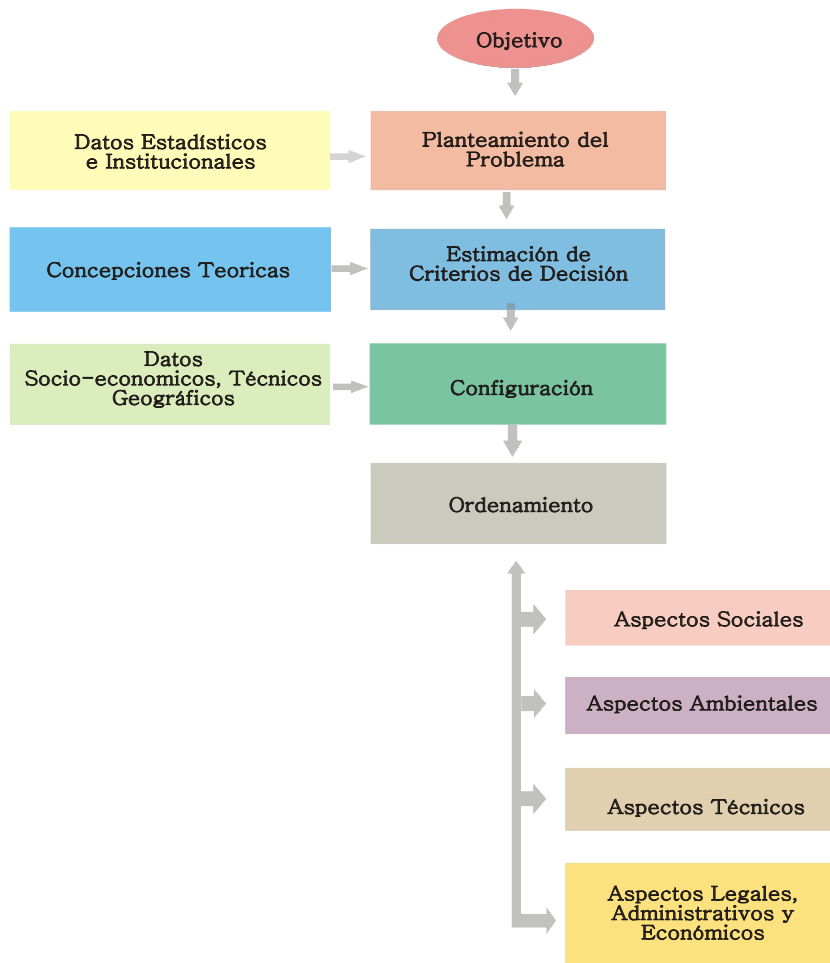 Objetivo
Datos Estadísticos
e Institucionales
Planteamiento del
Problema
Concepciones Teoricas
Estimación de
Criterios de Decisión
Datos
Socio-economicos, Técnicos
Geográficos
Configuración
Ordenamiento
Aspectos Sociales
Aspectos Ambientales
Aspectos Técnicos
Aspectos Legales,
Administrativos y
Económicos